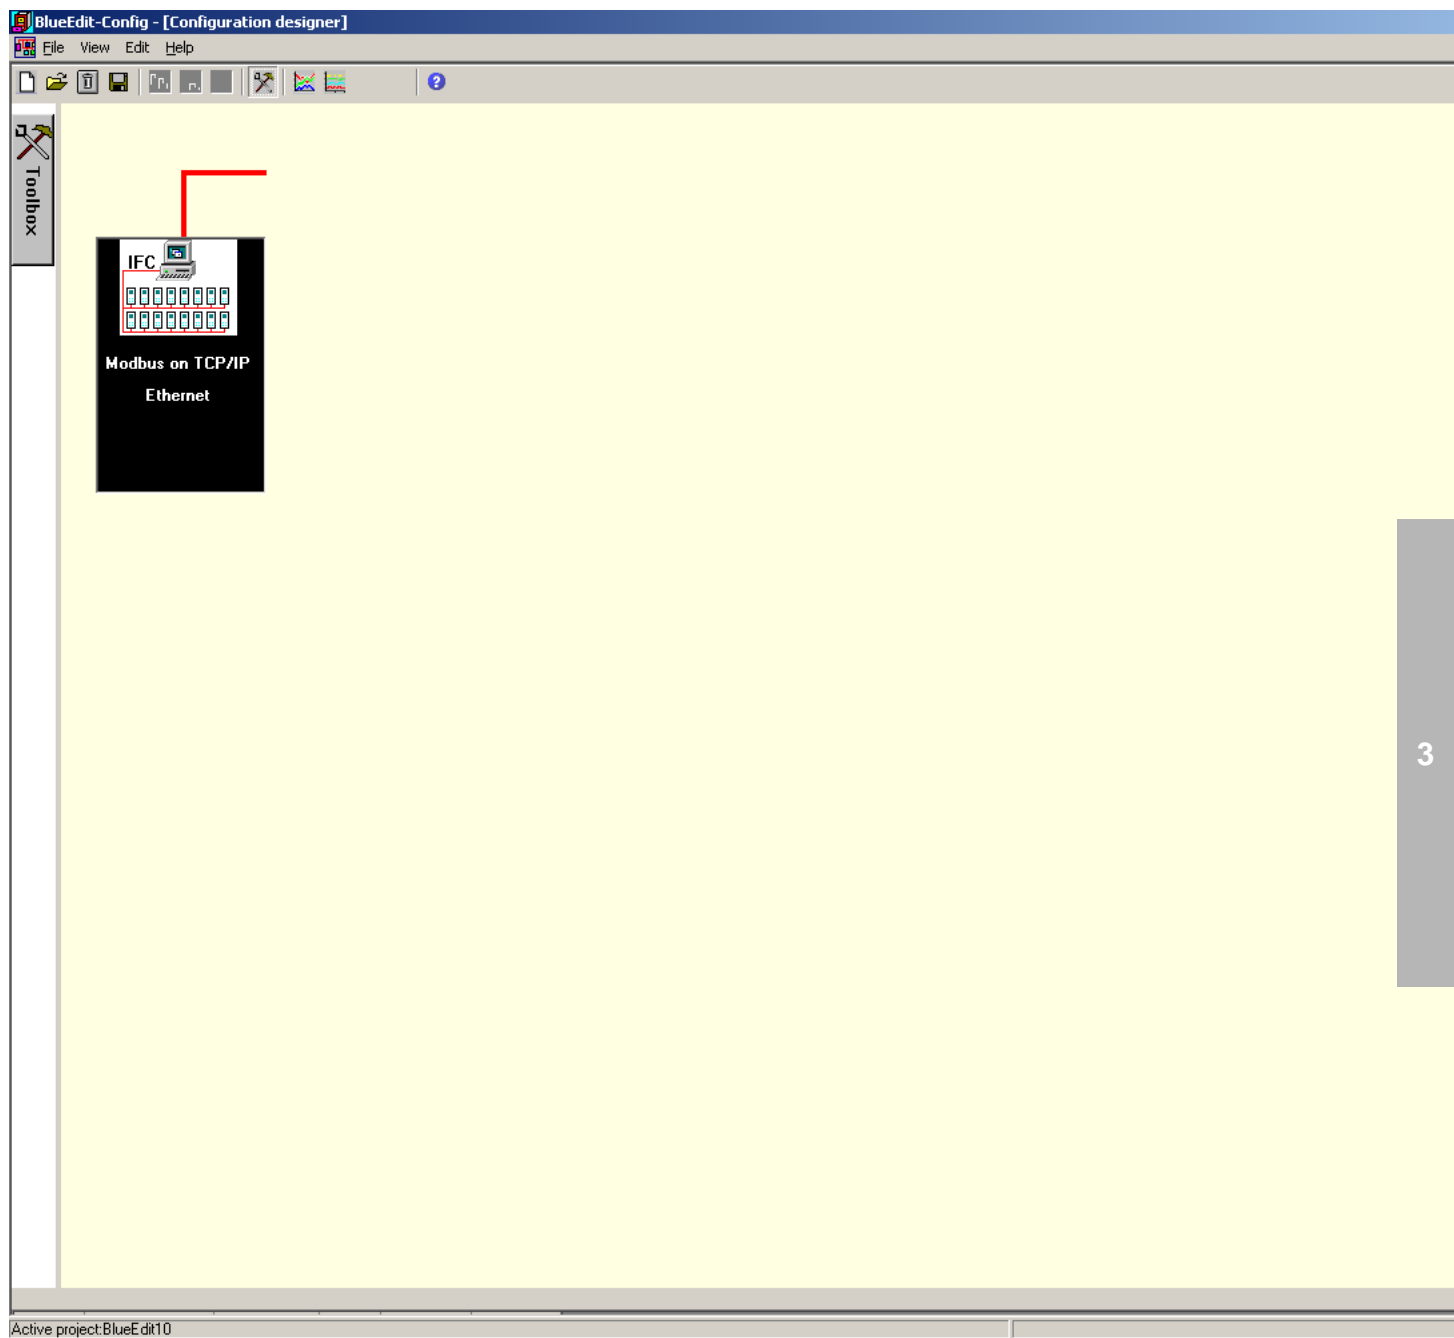 BlueEdit-Config - [Configuration designer]
File View Edit Help
Toolbox
IFC
Modbus on TCP/IP
Ethernet
3
Active project:BlueEdit10